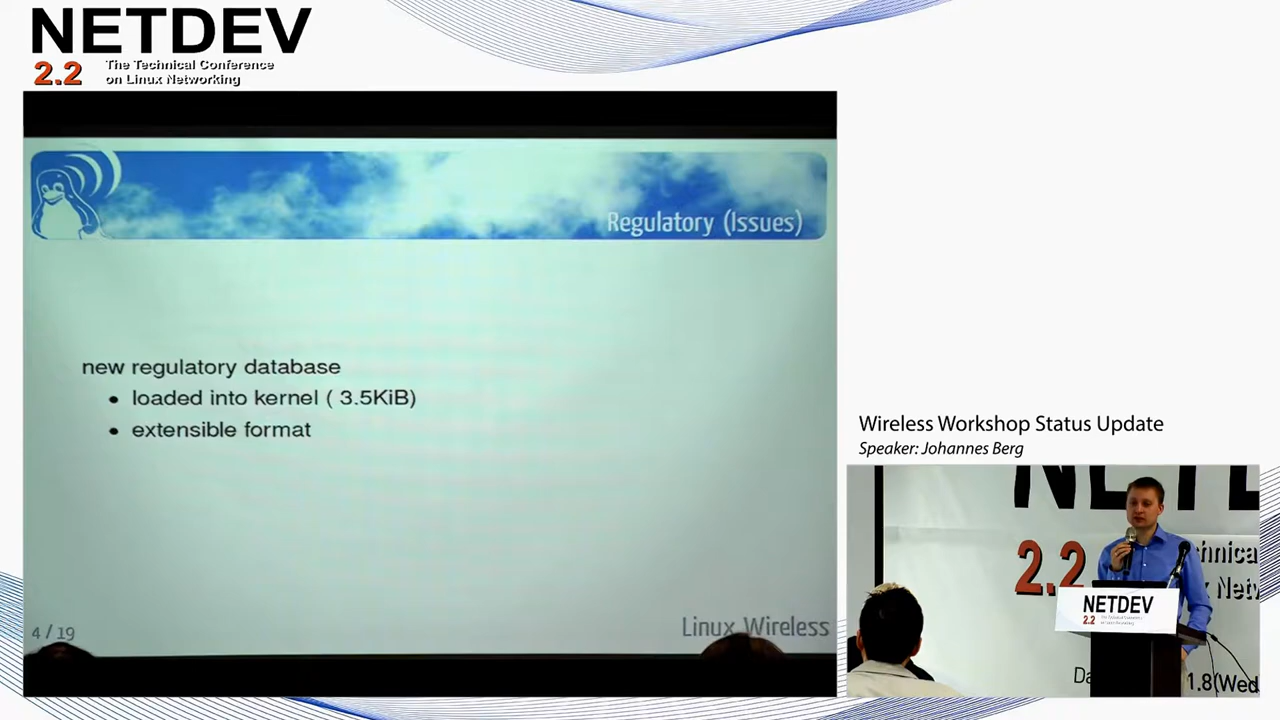 NETDEV
2.2 The Technical Conference
on Linux Networking
Regulatory (Issues)
new regulatory database
• loaded into kernel ( 3.5KiB)
• extensible format
4 / 19
Linux Wireless
Wireless Workshop Status Update
Speaker: Johannes Berg
2.2
NETDEV
2.2
1.8(Wed